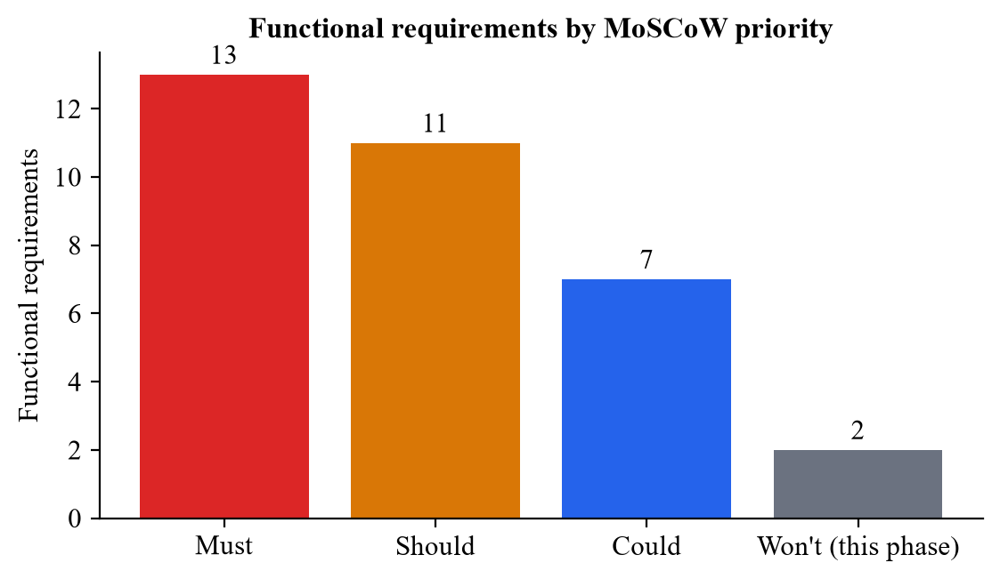 Functional requirements by MoSCoW priority
13
11
7
2
Functional requirements
12
10
8
6
4
2
0
Must
Should
Could
Won't (this phase)